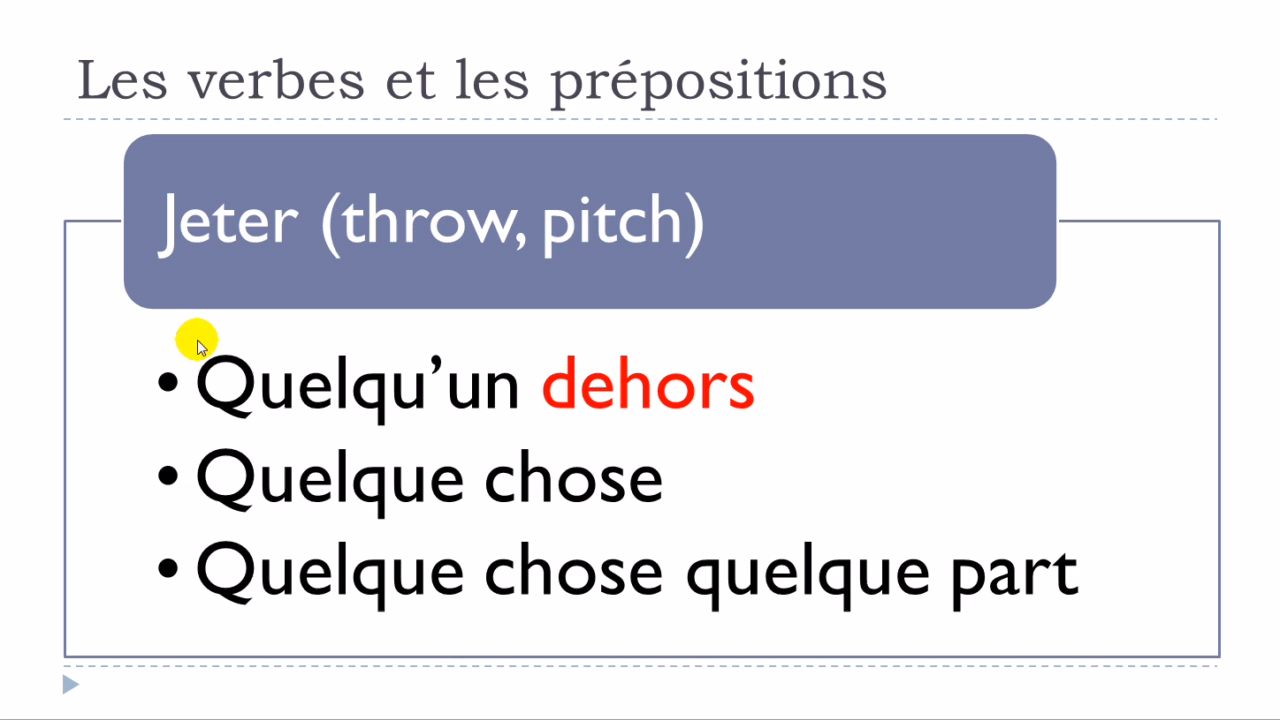 Les verbes et les prépositions
Jeter (throw, pitch)
• Quelqu’un dehors
• Quelque chose
• Quelque chose quelque part